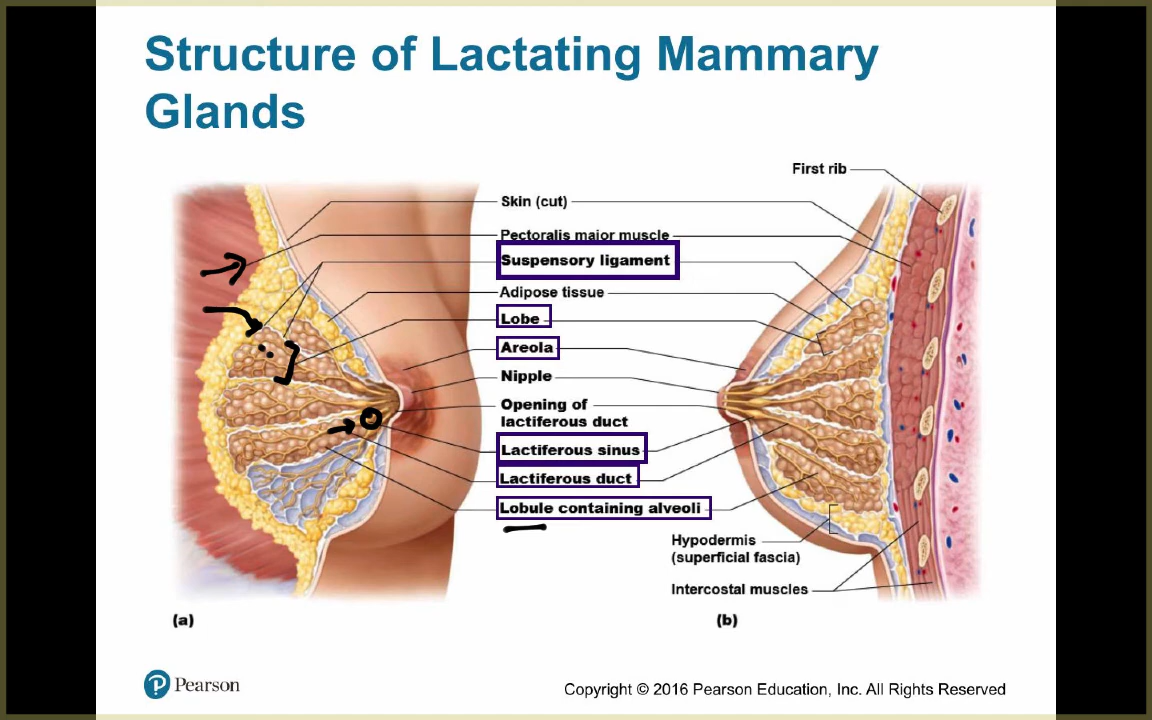 Structure of Lactating Mammary
Glands
First rib
Skin (cut)
Pectoralis major muscle
Suspensory ligament
Adipose tissue
Lobe
Areola
Nipple
Opening of
lactiferous duct
Lactiferous sinus
Lactiferous duct
Lobule containing alveoli
Hypodermis
(superficial fascia)
Intercostal muscles
(a)
(b)
P Pearson
Copyright © 2016 Pearson Education, Inc. All Rights Reserved